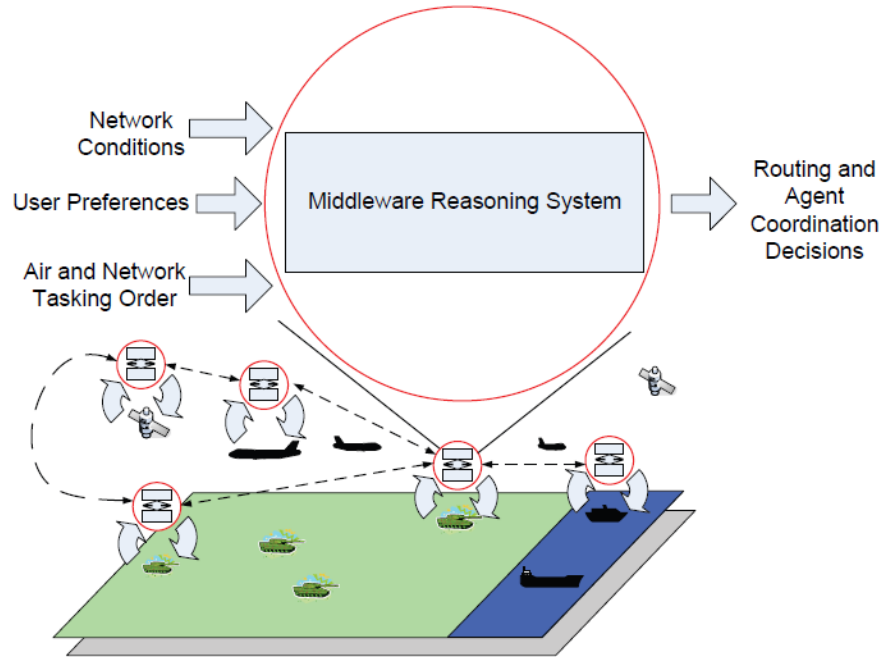 Network
Conditions
User Preferences
Air and Network
Tasking Order
Middleware Reasoning System
Routing and
Agent
Coordination
Decisions